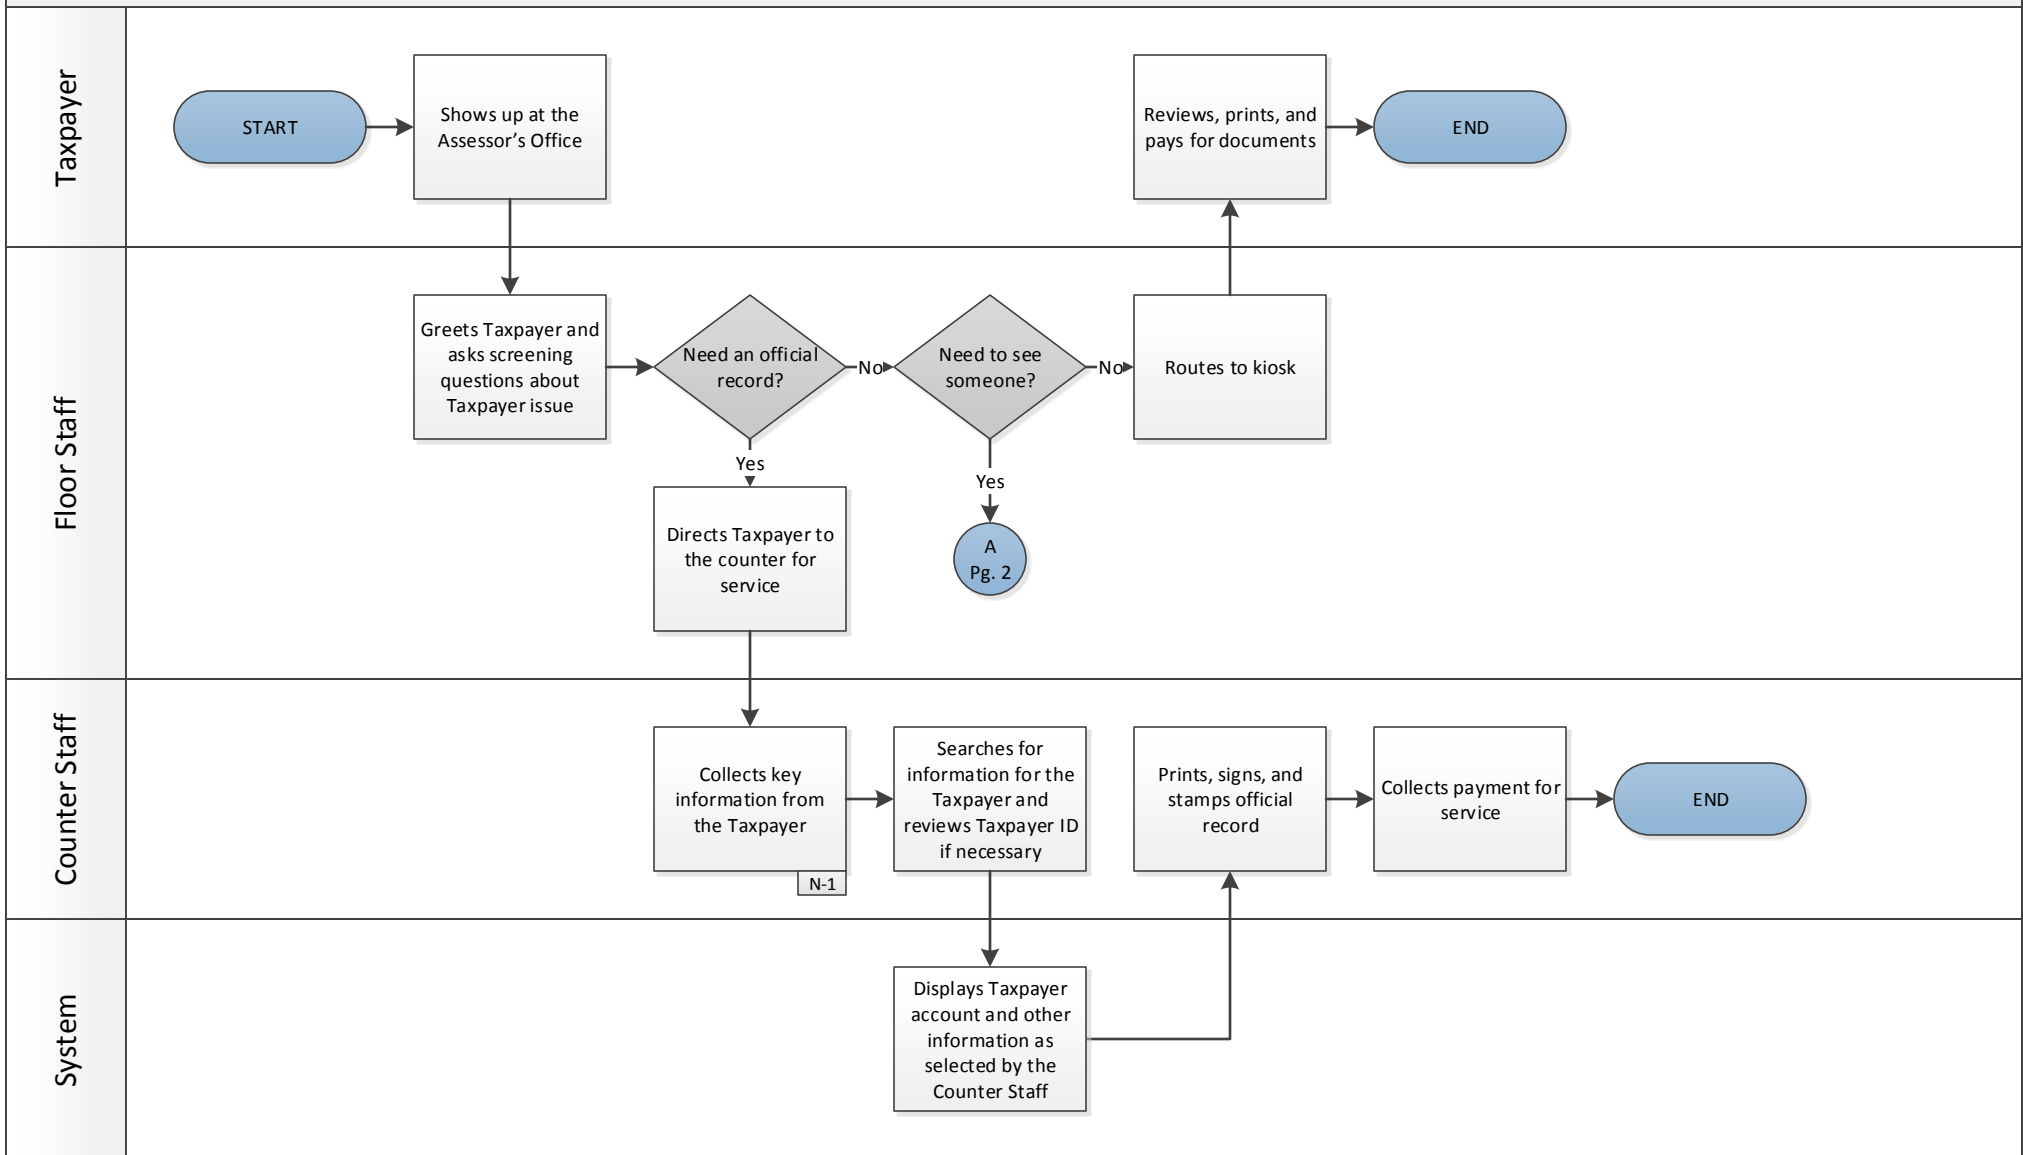 Taxpayer
START
Shows up at the
Assessor's Office
Reviews, prints, and
pays for documents
END
Floor Staff
Greets Taxpayer and
asks screening
questions about
Taxpayer issue
Need an official
record?
No
Need to see
someone?
No
Routes to kiosk
Yes
Yes
Directs Taxpayer to
the counter for
service
A
Pg. 2
Counter Staff
Collects key
information from
the Taxpayer
N-1
Searches for
information for the
Taxpayer and
reviews Taxpayer ID
if necessary
Prints, signs, and
stamps official
record
Collects payment for
service
END
System
Displays Taxpayer
account and other
information as
selected by the
Counter Staff